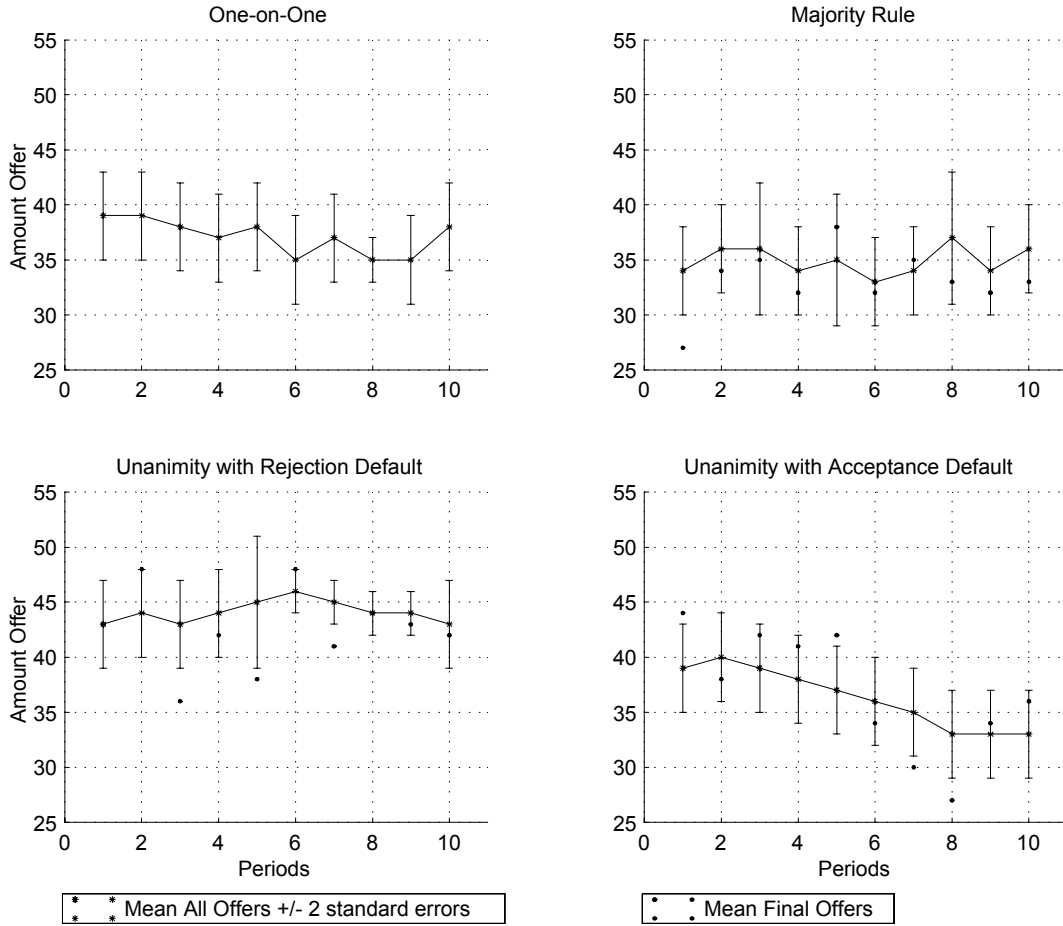 One-on-One
Majority Rule
55
50
45
40
35
30
25
Amount Offer
0 2 4 6 8 10
55
50
45
40
35
30
25
0 2 4 6 8 10
Unanimity with Rejection Default
Unanimity with Acceptance Default
55
50
45
40
35
30
25
Amount Offer
0 2 4 6 8 10
Periods
55
50
45
40
35
30
25
0 2 4 6 8 10
Periods
Mean All Offers +/- 2 standard errors
Mean Final Offers